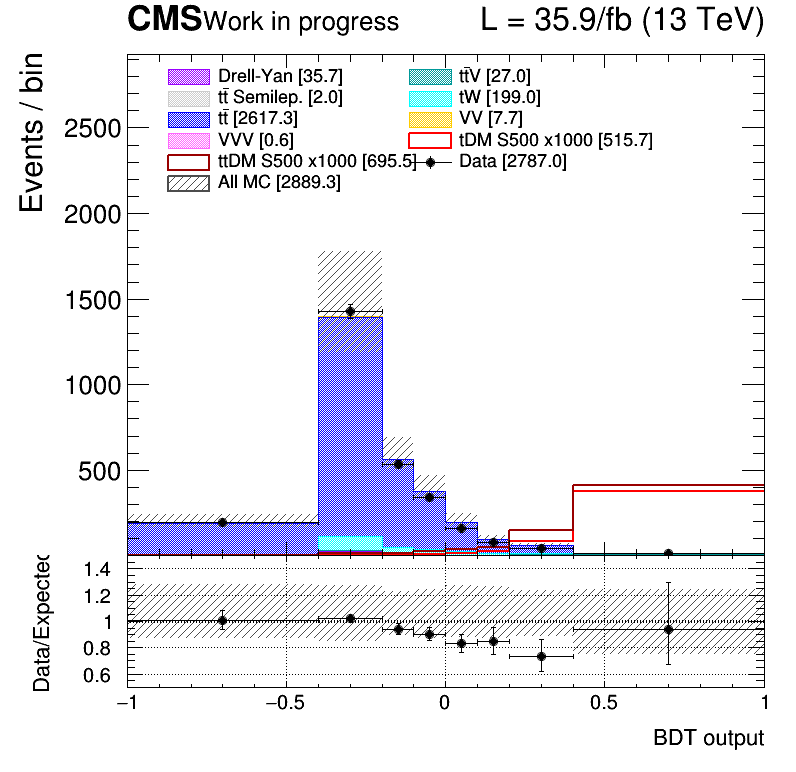 CMS Work in progress L = 35.9/fb (13 TeV)
Events / bin
Drell-Yan [35.7] tt̄V [27.0]
tt̄ Semilep. [2.0] tW [199.0]
tt̄ [2617.3] VV [7.7]
VVV [0.6] tDM S500 x1000 [515.7]
ttDM S500 x1000 [695.5] Data [2787.0]
All MC [2889.3]
2500
2000
1500
1000
500
Data/Expected
1.4
1.2
1
0.8
0.6
−1 −0.5 0 0.5 1
BDT output